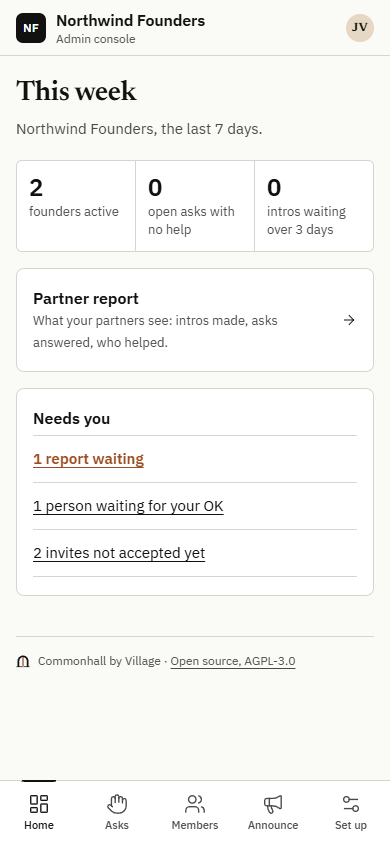 NF
Northwind Founders
Admin console
JV
This week
Northwind Founders, the last 7 days.
2
founders active
0
open asks with
no help
0
intros waiting
over 3 days
Partner report
What your partners see: intros made, asks
answered, who helped.
Needs you
1 report waiting
1 person waiting for your OK
2 invites not accepted yet
Commonhall by Village · Open source, AGPL-3.0
Home
Asks
Members
Announce
Set up